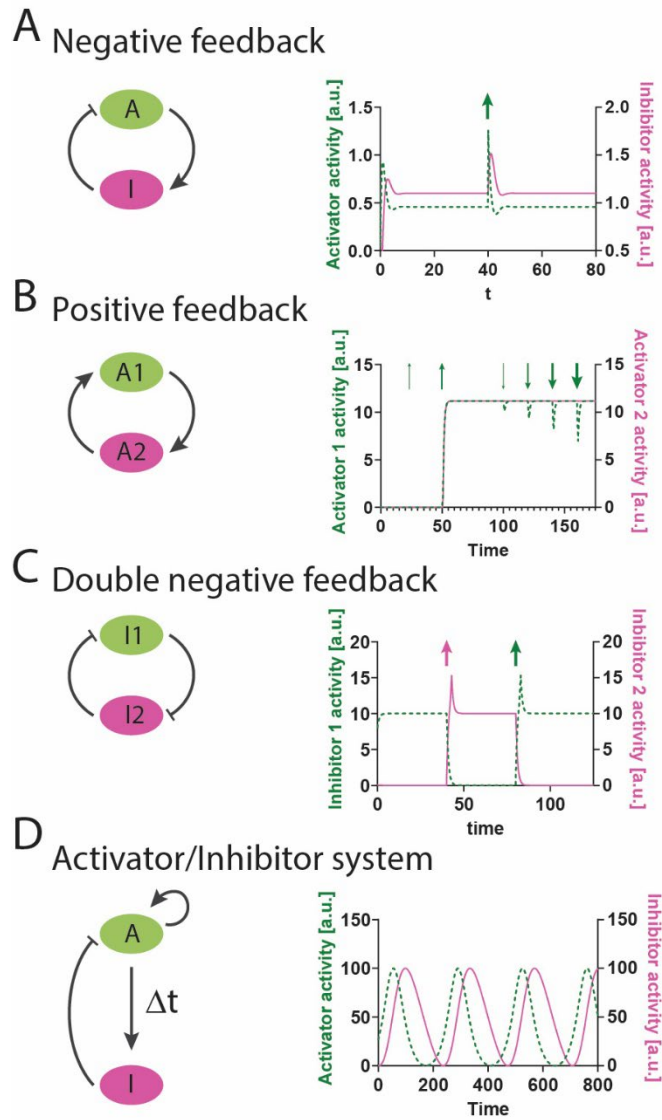 A
Negative feedback
A
I
Activator activity [a.u.]
Inbibitor activity [a.u.]
1.5
1.0
0.5
0.0
2.0
1.5
1.0
0.5
0 20 40 60 80
t
B
Positive feedback
A1
A2
Activator 1 activity [a.u.]
Activator 2 activity [a.u.]
15
10
5
0
15
10
5
0
0 50 100 150
Time
C
Double negative feedback
I1
I2
Inhibitor 1 activity [a.u.]
Inbibitor 2 activity [a.u.]
20
15
10
5
0
20
15
10
5
0
0 50 100
time
D
Activator/Inhibitor system
A
Δt
I
Activator activity [a.u.]
Inbibitor activity [a.u.]
150
100
50
0
150
100
50
0
0 200 400 600 800
Time